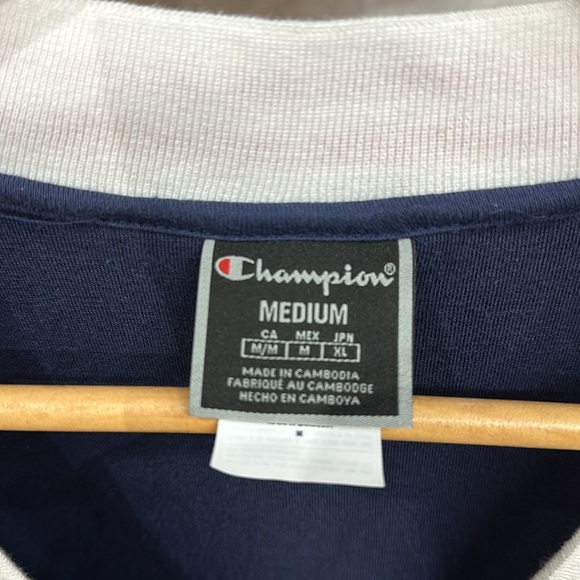 Champion®
MEDIUM
CA MEX JPN
M/M M XL
MADE IN CAMBODIA
FABRIQUÉ AU CAMBODGE
HECHO EN CAMBOYA
M